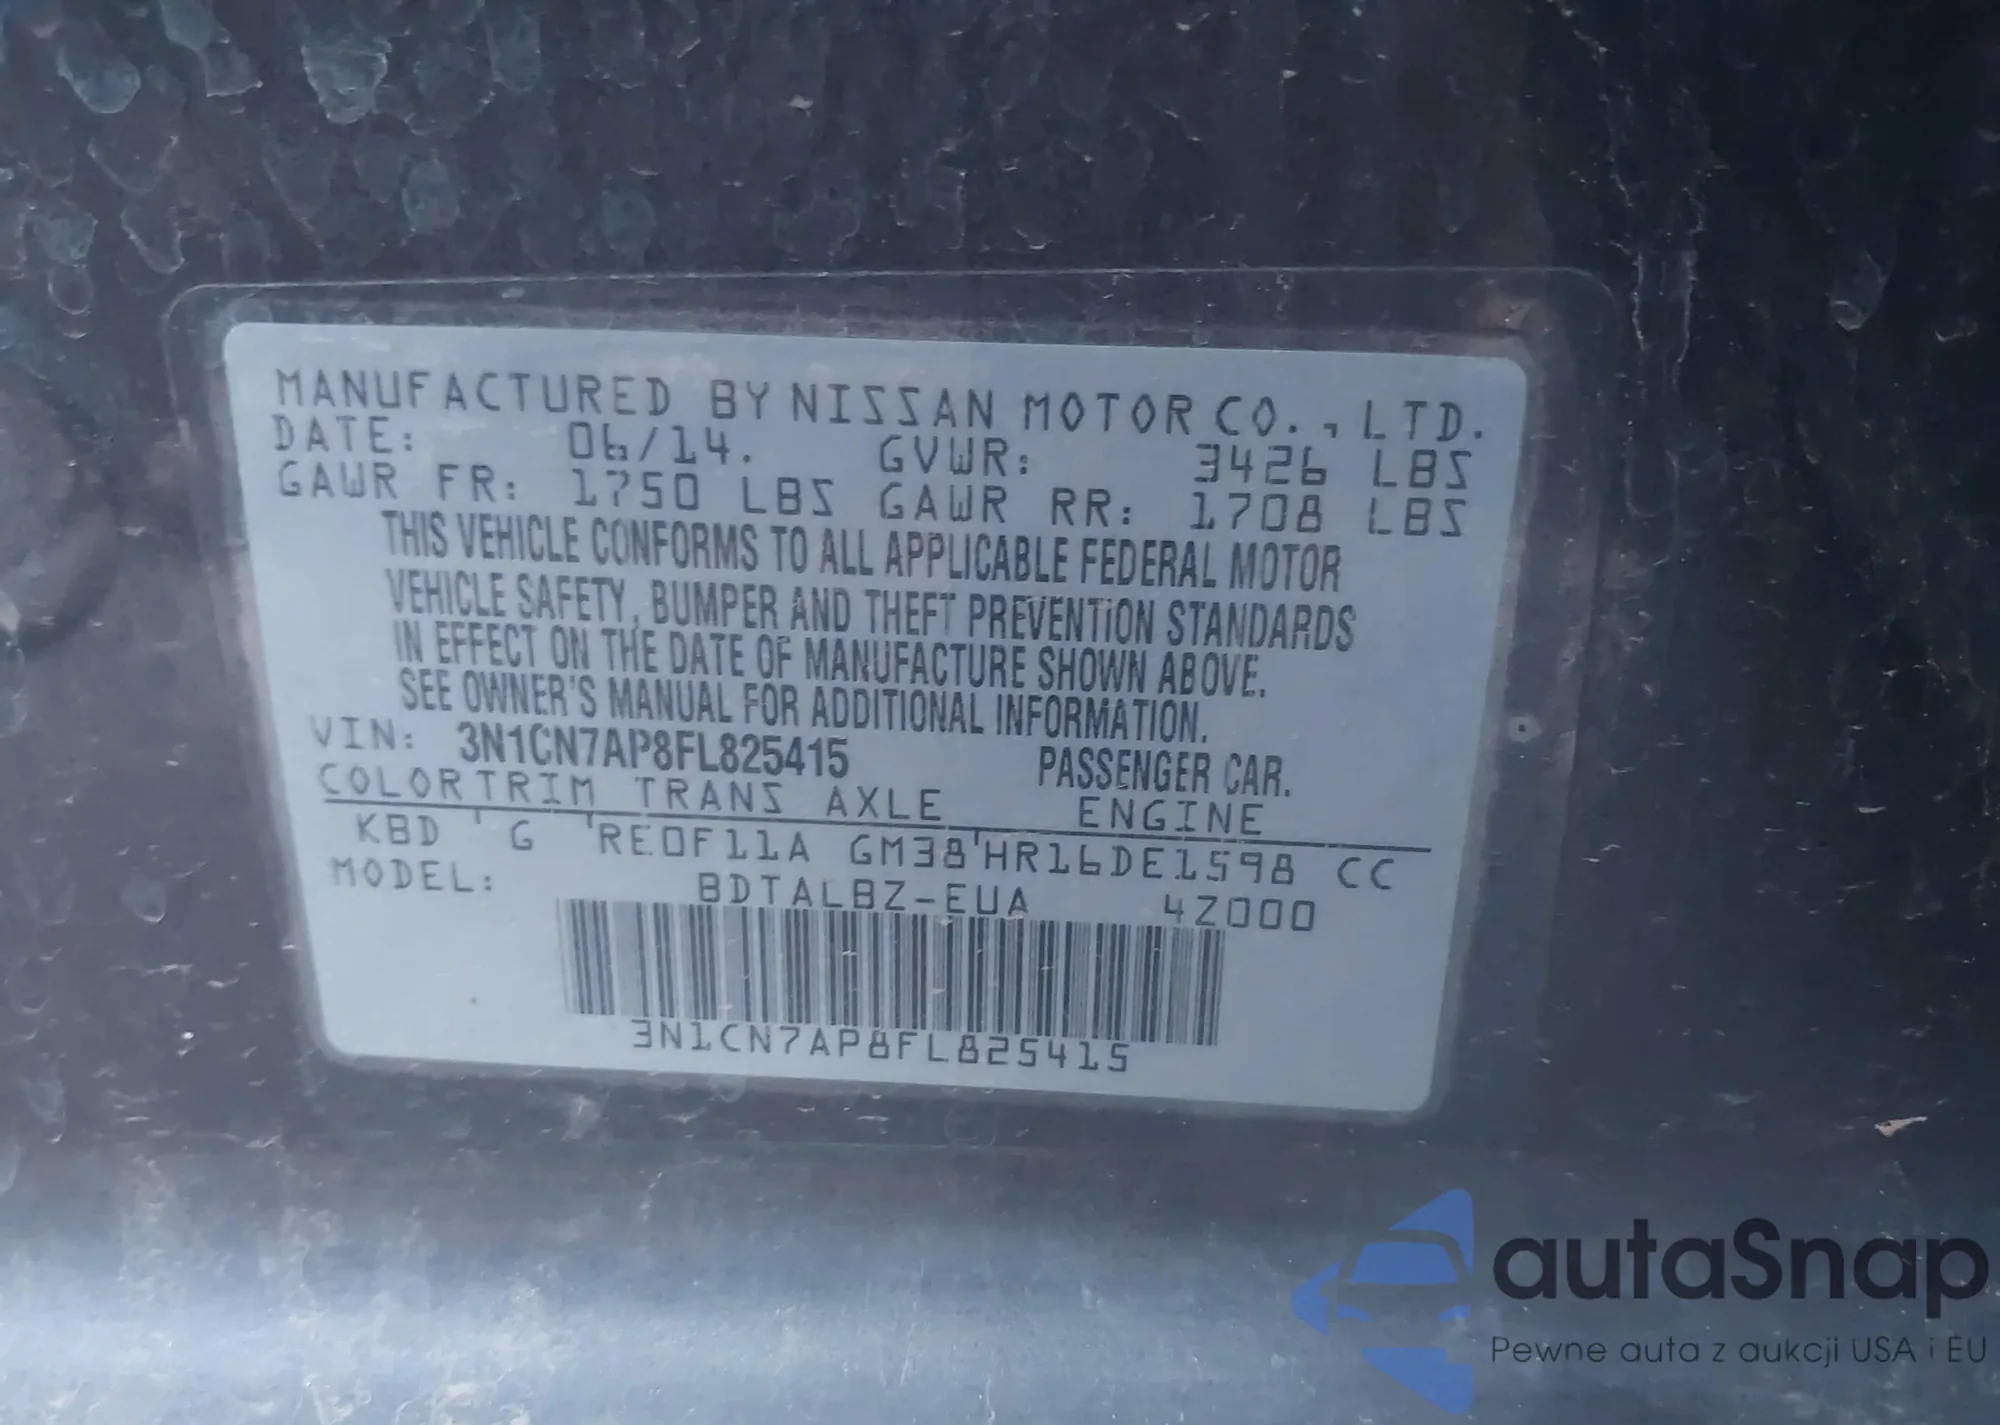 MANUFACTURED BY NISSAN MOTOR CO., LTD.
DATE: 06/14. GVWR: 3426 LBS
GAWR FR: 1750 LBS GAWR RR: 1708 LBS
THIS VEHICLE CONFORMS TO ALL APPLICABLE FEDERAL MOTOR
VEHICLE SAFETY, BUMPER AND THEFT PREVENTION STANDARDS
IN EFFECT ON THE DATE OF MANUFACTURE SHOWN ABOVE.
SEE OWNER'S MANUAL FOR ADDITIONAL INFORMATION.
VIN: 3N1CN7AP8FL825415 PASSENGER CAR.
COLOR TRIM TRANS AXLE ENGINE
KBD G RE0F11A GM38 HR16DE1598 CC
MODEL: BDTALBZ-EUA 4Z000
3N1CN7AP8FL825415
autaSnap
Pewne auta z aukcji USA i EU